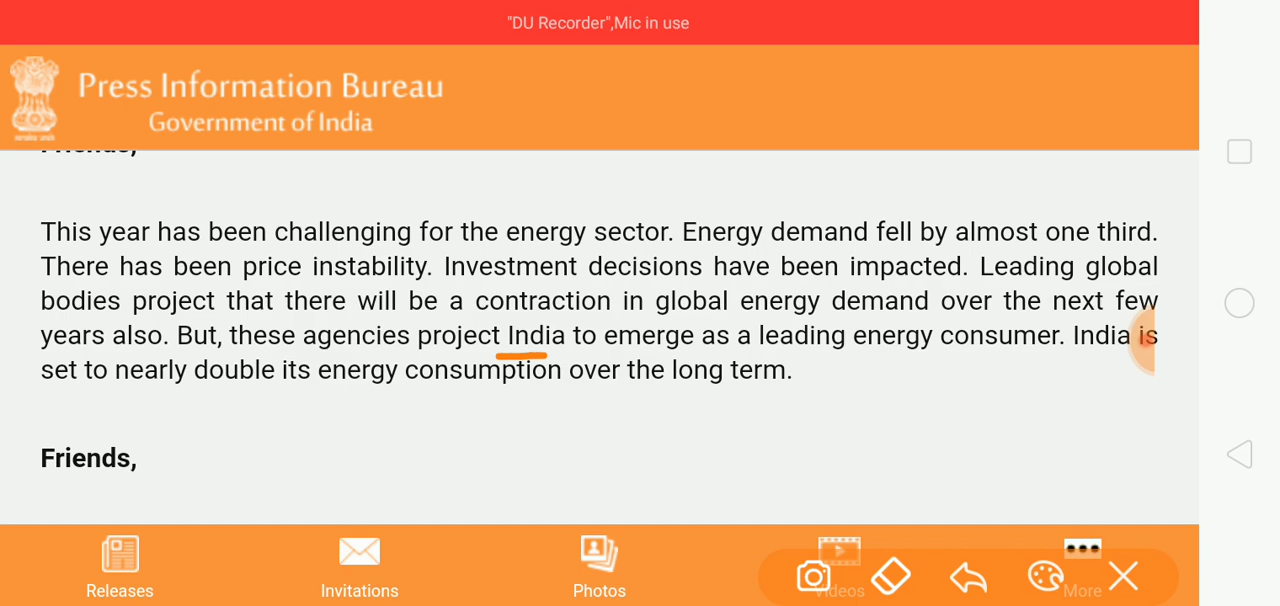 "DU Recorder",Mic in use
Press Information Bureau
Government of India
Friends,
This year has been challenging for the energy sector. Energy demand fell by almost one third.
There has been price instability. Investment decisions have been impacted. Leading global
bodies project that there will be a contraction in global energy demand over the next few
years also. But, these agencies project India to emerge as a leading energy consumer. India is
set to nearly double its energy consumption over the long term.
Friends,
Releases
Invitations
Photos
Videos
More